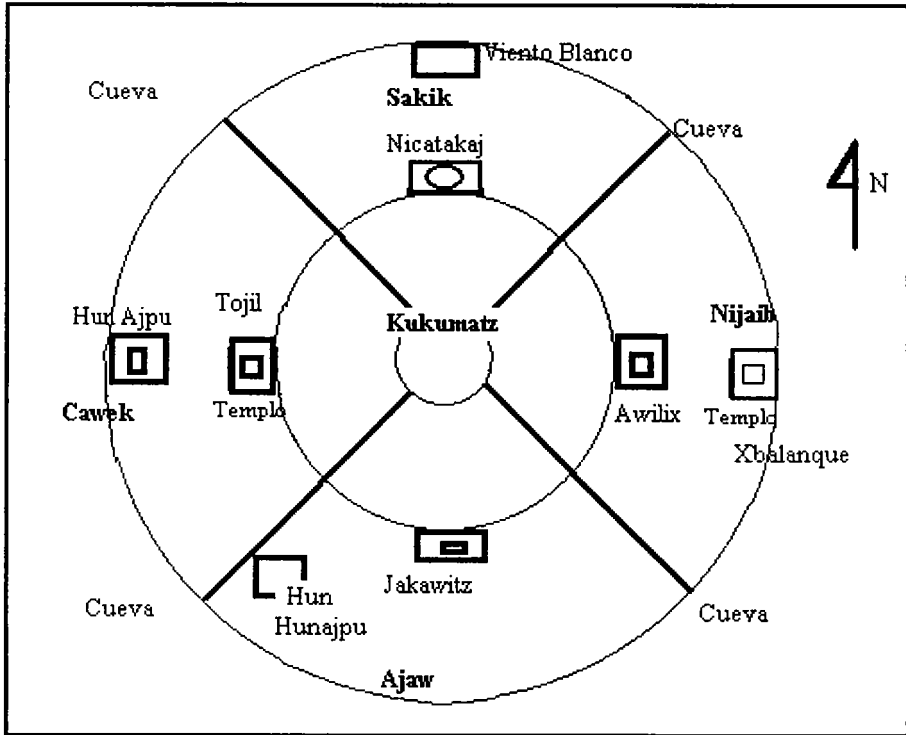 Viento Blanco
Cueva
Sakik
Cueva
Nicatakaj
N
Tojil
Hun Ajpu
Kukumatz
Nijaib
Cawek
Templo
Awilix
Templo
Xbalanque
Jakawitz
Cueva
Hun
Hunajpu
Cueva
Ajaw